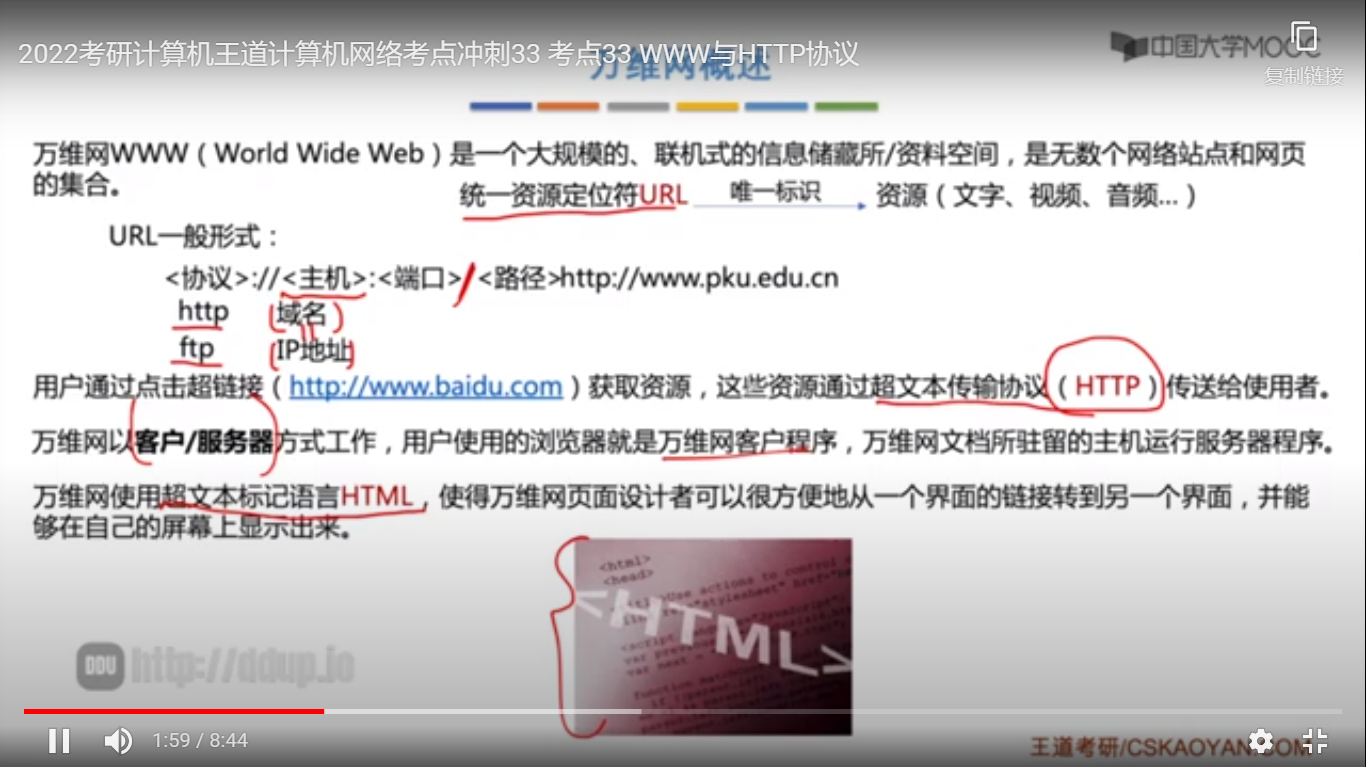 2022考研计算机王道计算机网络考点冲刺33 考点33 WWW与HTTP协议
万维网概述
中国大学MOOC
复制链接
万维网WWW（World Wide Web）是一个大规模的、联机式的信息储藏所/资料空间，是无数个网络站点和网页
的集合。
统一资源定位符URL 唯一标识 资源（文字、视频、音频...）
URL一般形式：
<协议>://<主机>:<端口>/<路径>http://www.pku.edu.cn
http 域名
ftp IP地址
用户通过点击超链接（http://www.baidu.com）获取资源，这些资源通过超文本传输协议（HTTP）传送给使用者。
万维网以客户/服务器方式工作，用户使用的浏览器就是万维网客户程序，万维网文档所驻留的主机运行服务器程序。
万维网使用超文本标记语言HTML，使得万维网页面设计者可以很方便地从一个界面的链接转到另一个界面，并能
够在自己的屏幕上显示出来。
<html>
<head>
<HTML>
DDU http://ddup.io
1:59 / 8:44
王道考研/CSKAOYAN.COM